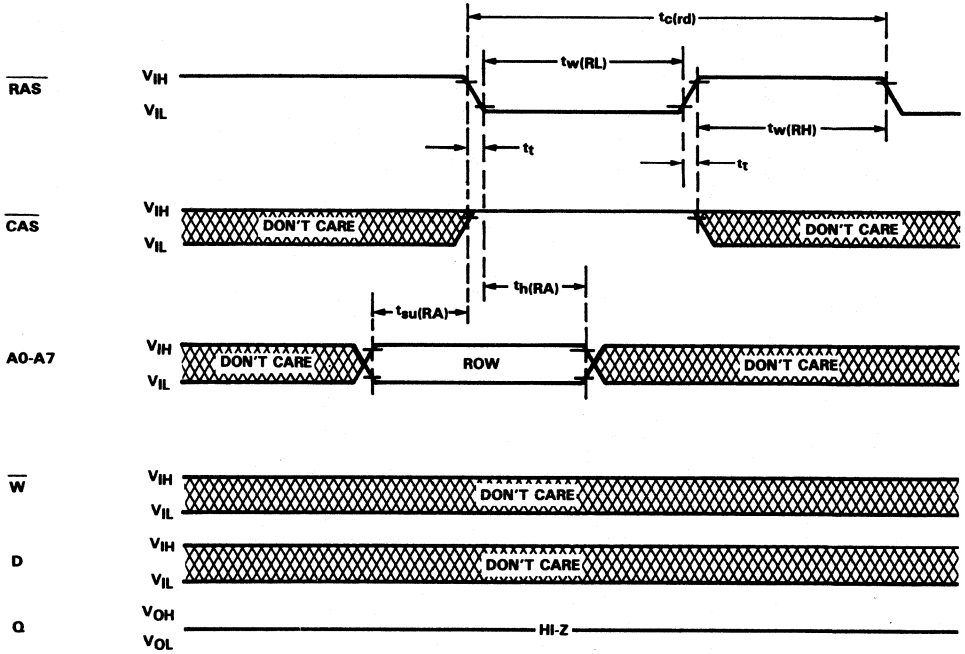 tc(rd)
tw(RL)
RAS
VIH
VIL
tw(RH)
tt
tt
CAS
VIH
VIL
DON'T CARE
DON'T CARE
th(RA)
tsu(RA)
A0-A7
VIH
VIL
DON'T CARE
ROW
DON'T CARE
W
VIH
VIL
DON'T CARE
D
VIH
VIL
DON'T CARE
Q
VOH
VOL
HI-Z